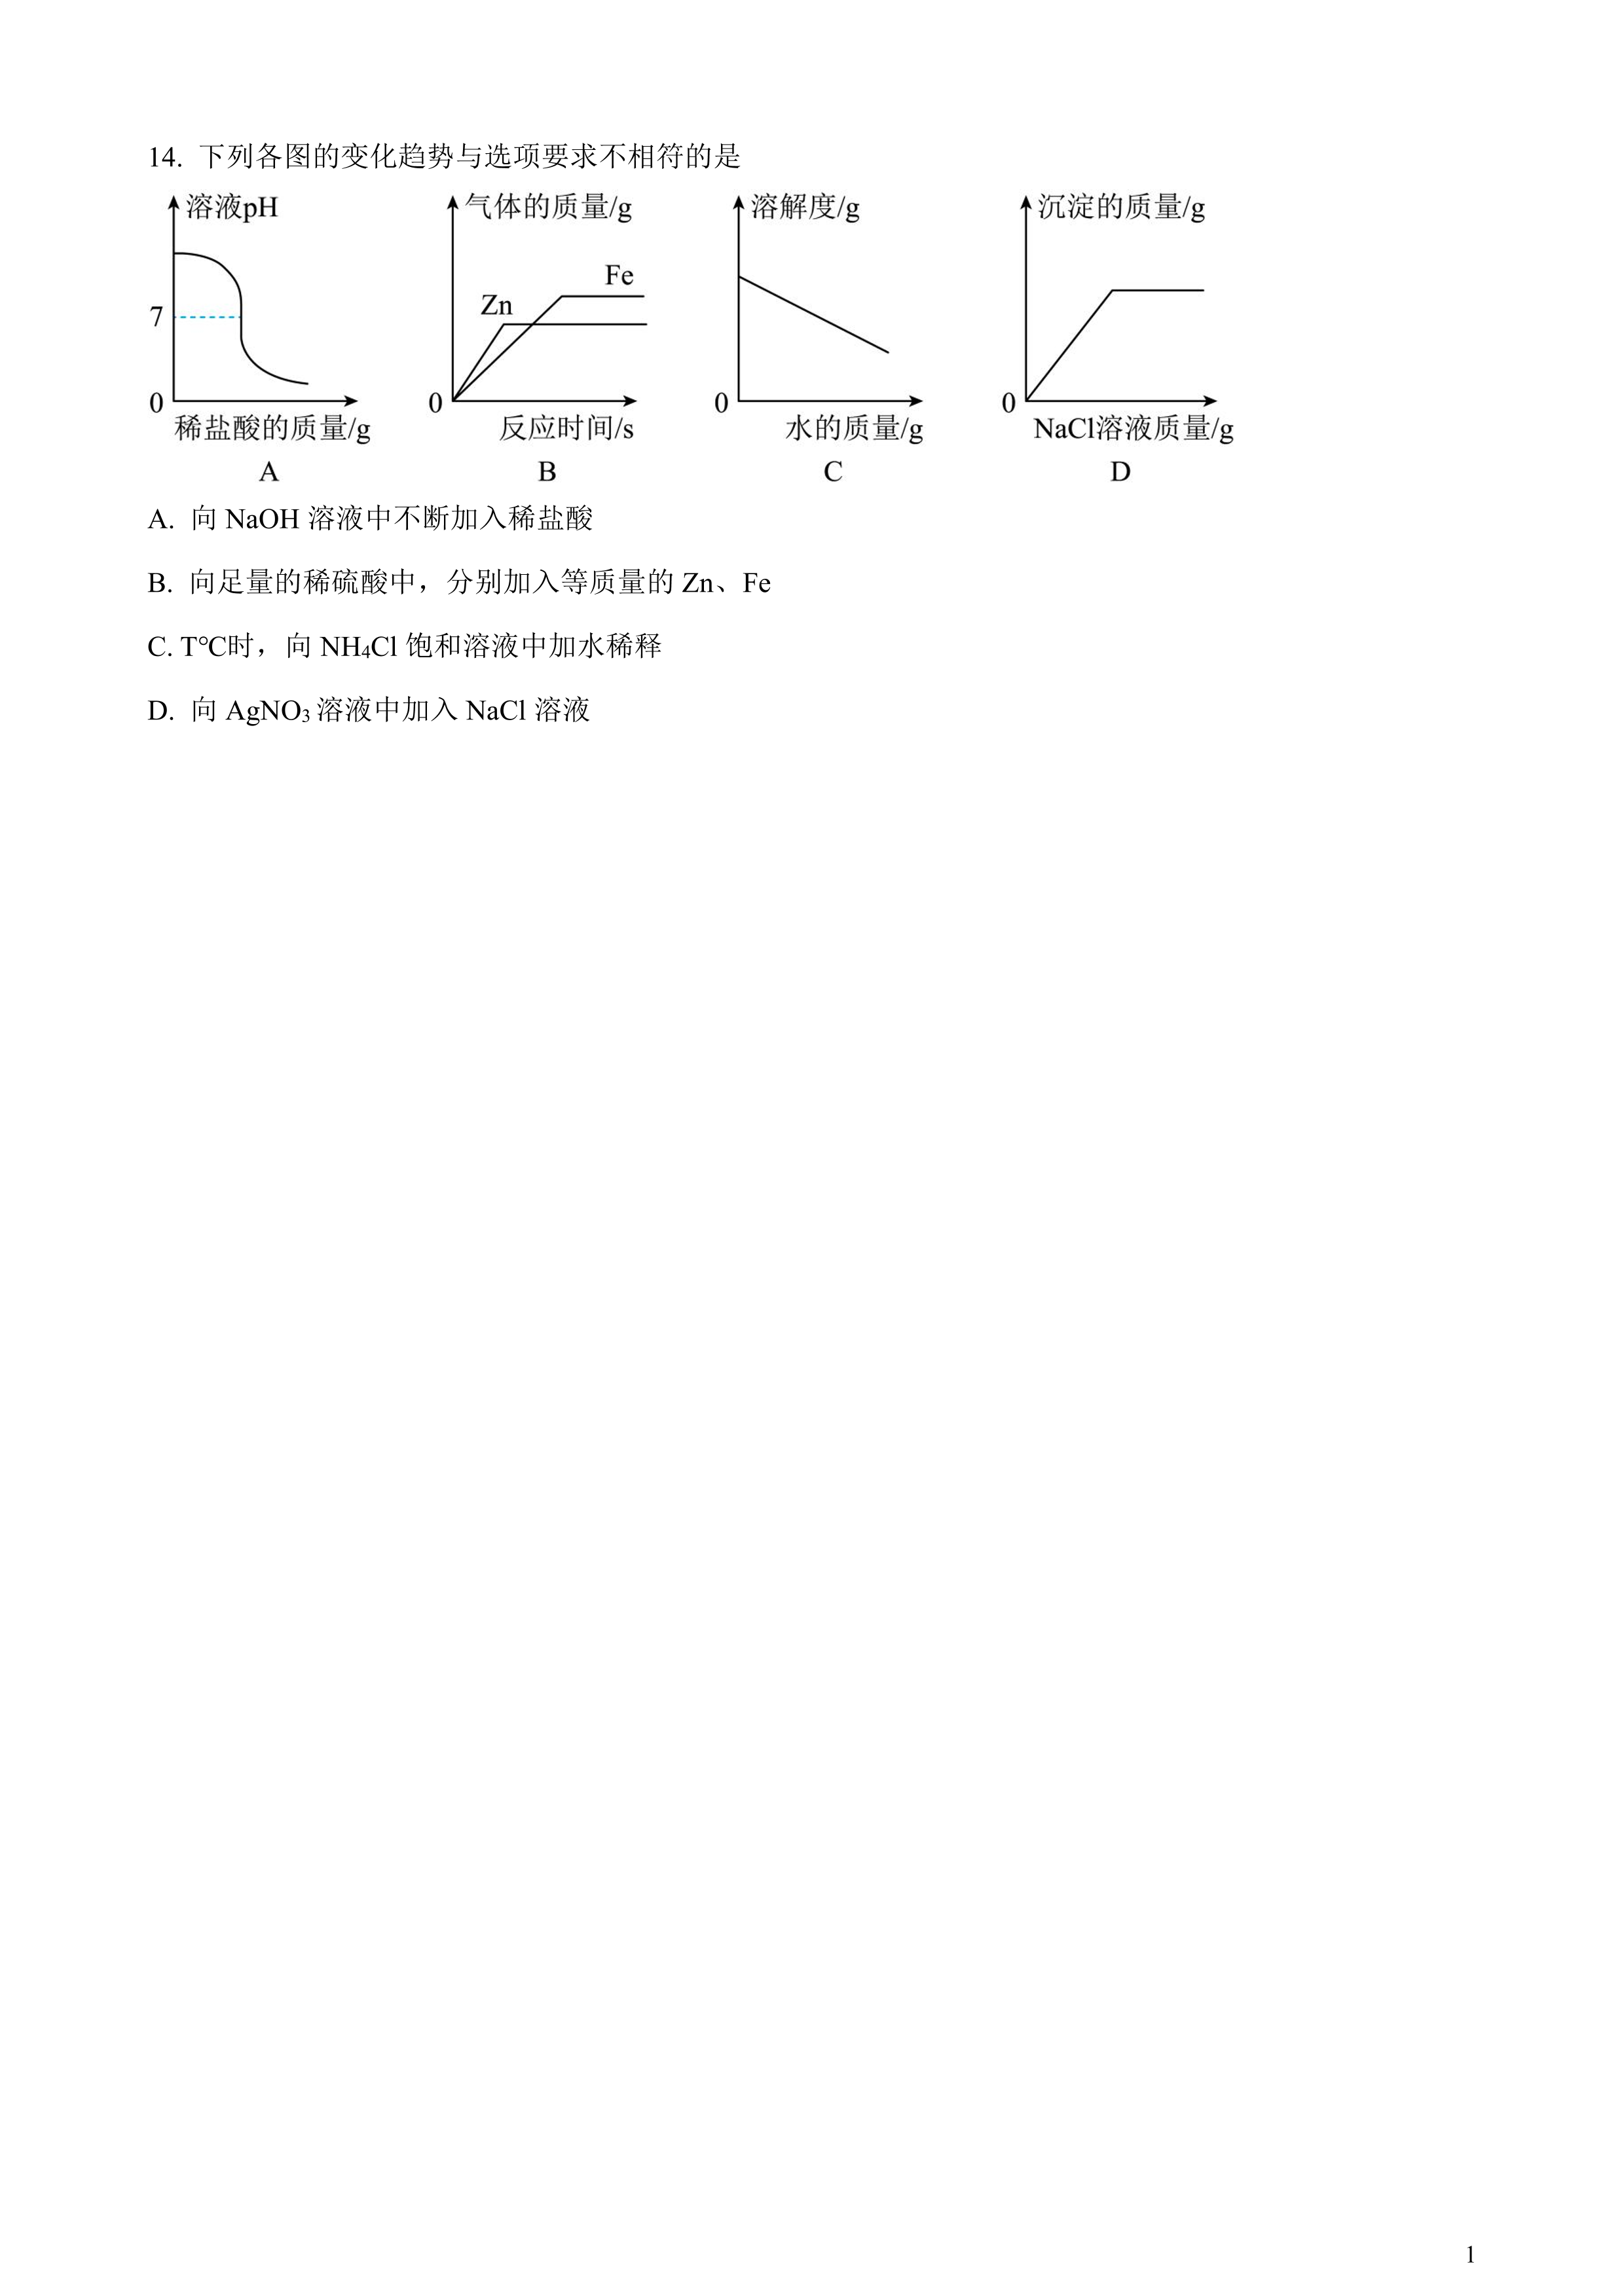 14. 下列各图的变化趋势与选项要求不相符的是
溶液pH 气体的质量/g 溶解度/g 沉淀的质量/g
Fe
Zn
7
0 0 0 0
稀盐酸的质量/g 反应时间/s 水的质量/g NaCl溶液质量/g
A B C D
A. 向 NaOH 溶液中不断加入稀盐酸
B. 向足量的稀硫酸中，分别加入等质量的 Zn、Fe
C. T℃时，向 NH₄Cl 饱和溶液中加水稀释
D. 向 AgNO₃ 溶液中加入 NaCl 溶液
1